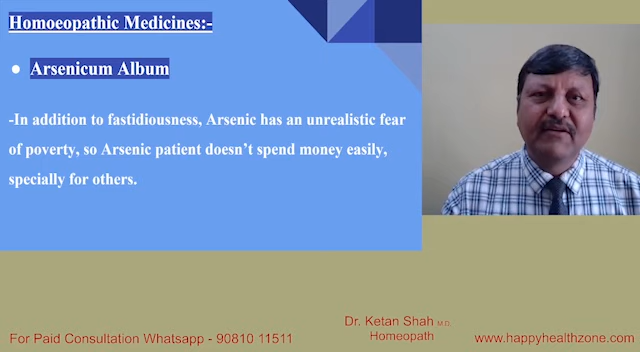 Homoeopathic Medicines:-
● Arsenicum Album
-In addition to fastidiousness, Arsenic has an unrealistic fear
of poverty, so Arsenic patient doesn't spend money easily,
specially for others.
For Paid Consultation Whatsapp - 90810 11511
Dr. Ketan Shah M.D.
Homeopath
www.happyhealthzone.com